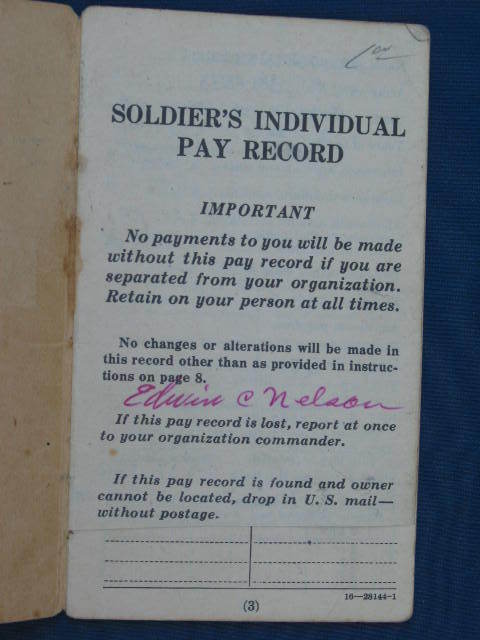 SOLDIER'S INDIVIDUAL
PAY RECORD
IMPORTANT
No payments to you will be made
without this pay record if you are
separated from your organization.
Retain on your person at all times.
No changes or alterations will be made in
this record other than as provided in instruc-
tions on page 8.
Edwin C Nelson
If this pay record is lost, report at once
to your organization commander.
If this pay record is found and owner
cannot be located, drop in U. S. mail—
without postage.
16—28144-1
(3)